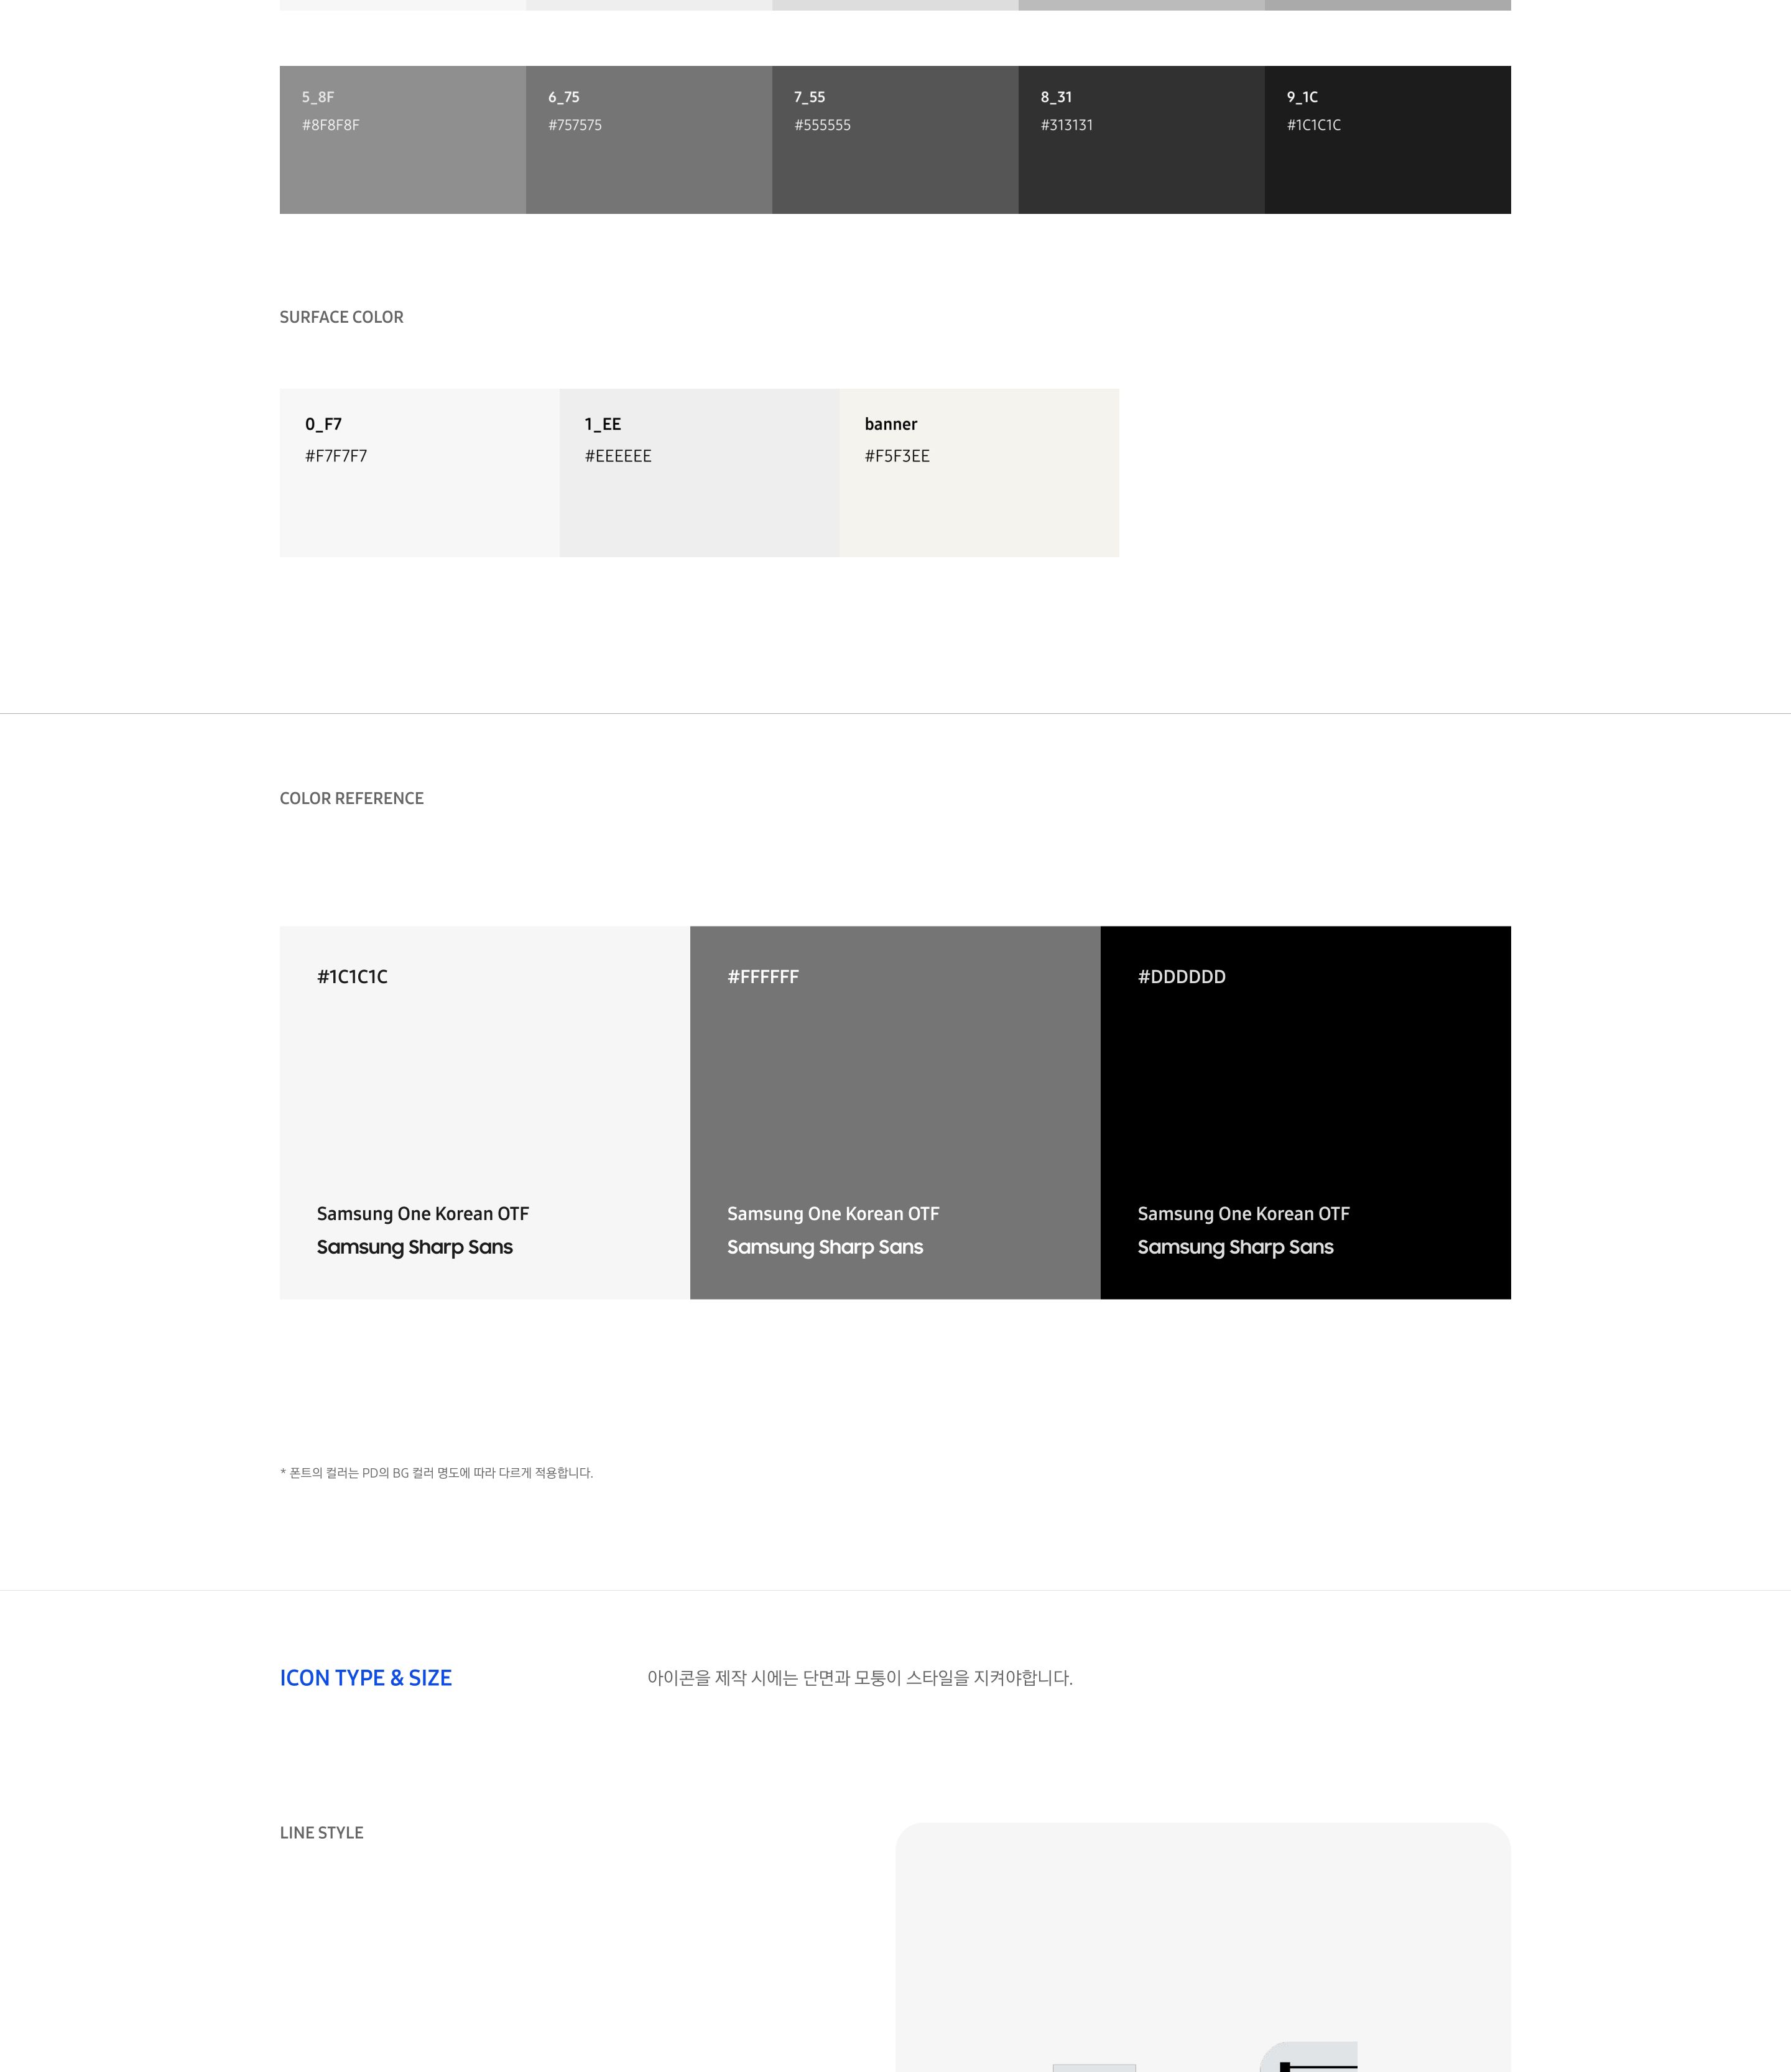 5_8F
#8F8F8F
6_75
#757575
7_55
#555555
8_31
#313131
9_1C
#1C1C1C
SURFACE COLOR
0_F7
#F7F7F7
1_EE
#EEEEEE
banner
#F5F3EE
COLOR REFERENCE
#1C1C1C
Samsung One Korean OTF
Samsung Sharp Sans
#FFFFFF
Samsung One Korean OTF
Samsung Sharp Sans
#DDDDDD
Samsung One Korean OTF
Samsung Sharp Sans
* 폰트의 컬러는 PD의 BG 컬러 명도에 따라 다르게 적용합니다.
ICON TYPE & SIZE
아이콘을 제작 시에는 단면과 모퉁이 스타일을 지켜야합니다.
LINE STYLE